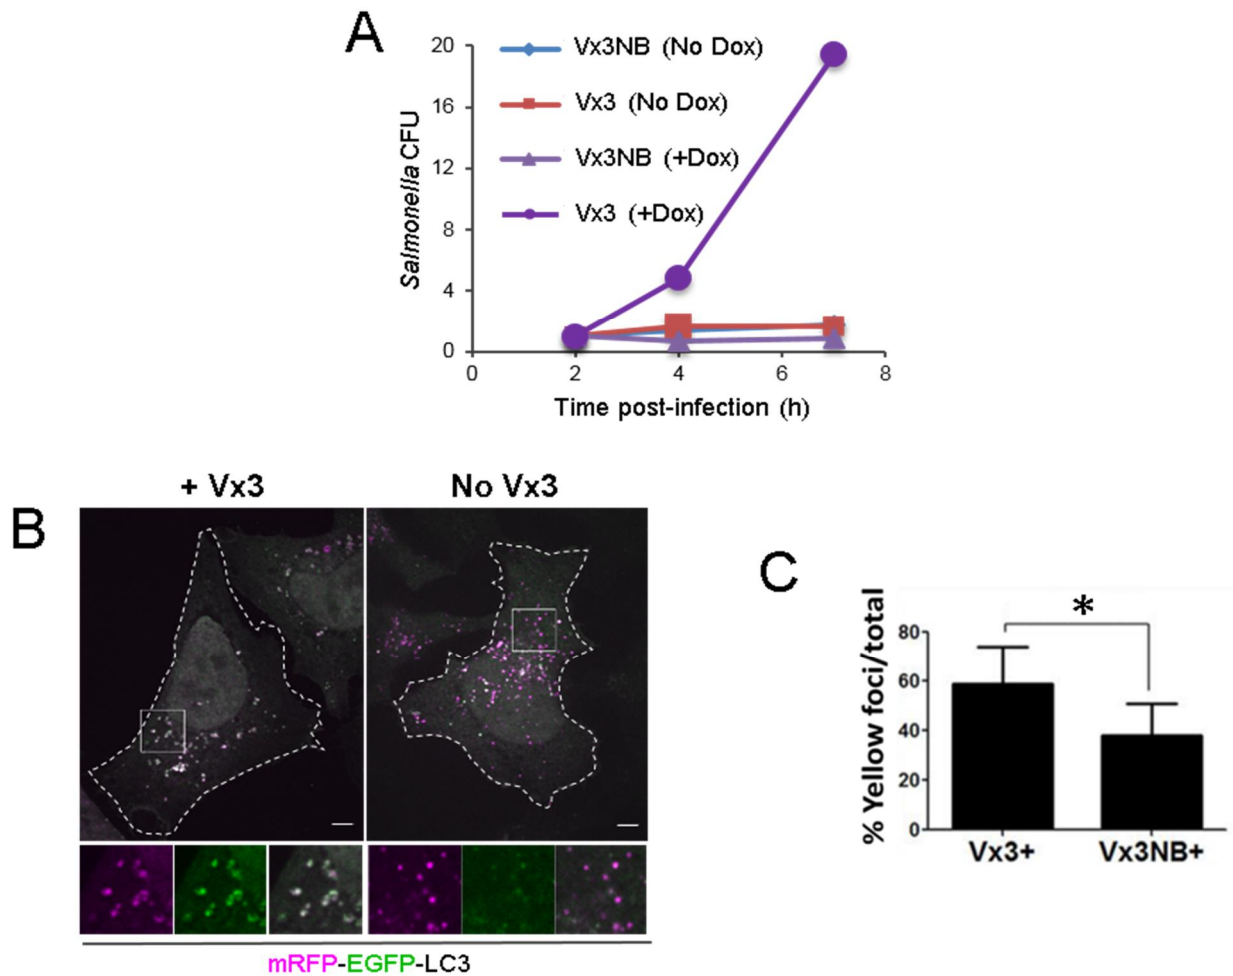 A
20
16
12
8
4
0
Salmonella CFU
Vx3NB (No Dox)
Vx3 (No Dox)
Vx3NB (+Dox)
Vx3 (+Dox)
0 2 4 6 8
Time post-infection (h)
B
+ Vx3 No Vx3
mRFP-EGFP-LC3
C
% Yellow foci/total
80
60
40
20
0
*
Vx3+ Vx3NB+